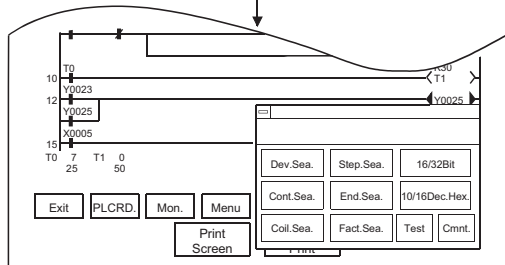 K30
T0
10
T1
Y0023
12
Y0025
Y0025
X0005
15
T0 7 T1 0
25 50
Dev.Sea. Step.Sea. 16/32Bit
Cont.Sea. End.Sea. 10/16Dec.Hex.
Coil.Sea. Fact.Sea. Test Cmnt.
Exit PLCRD. Mon. Menu
Print
Screen
Print